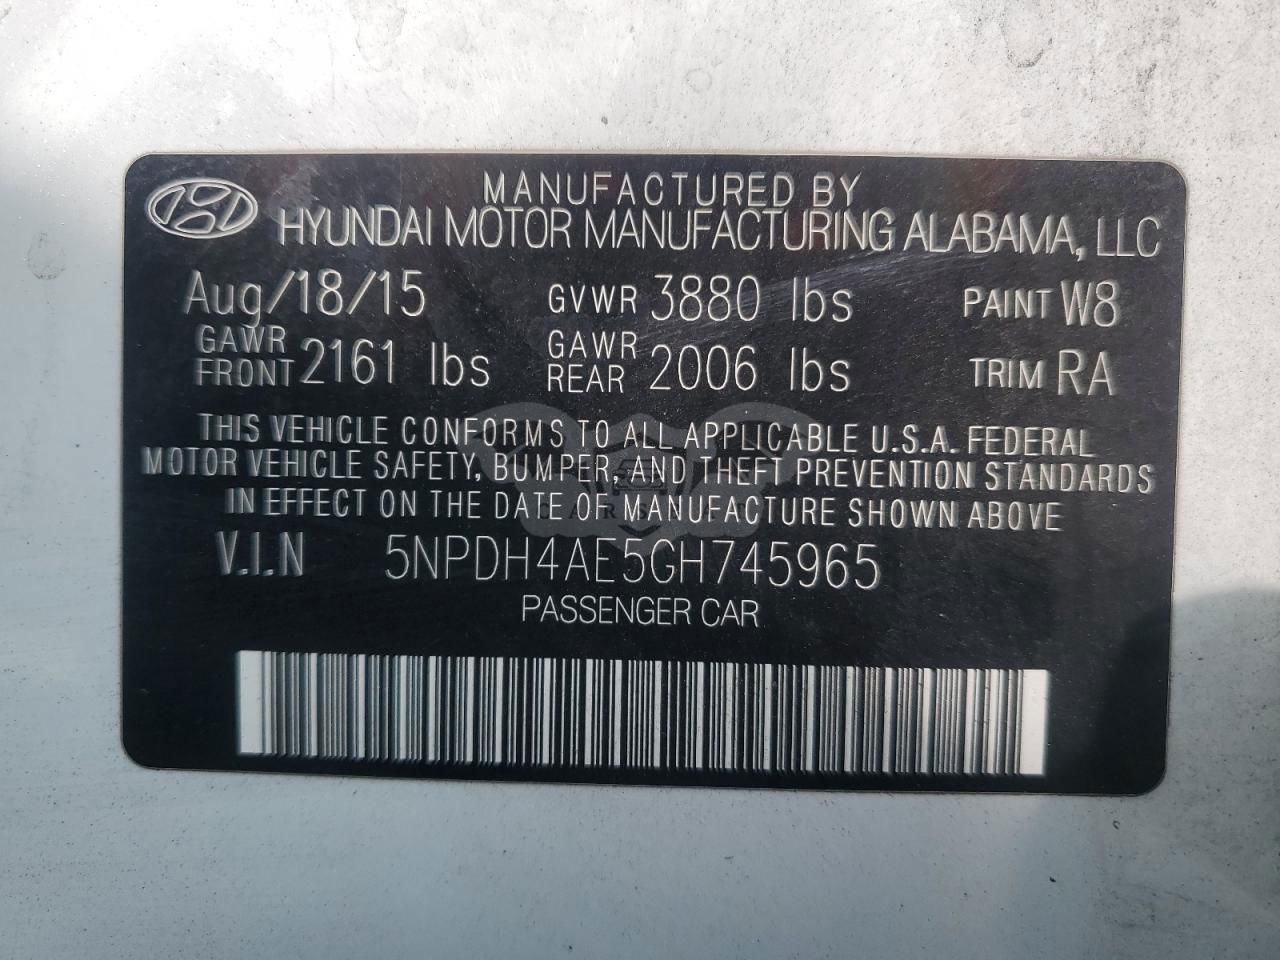 MANUFACTURED BY
HYUNDAI MOTOR MANUFACTURING ALABAMA, LLC
Aug/18/15 GVWR 3880 lbs PAINT W8
GAWR FRONT 2161 lbs GAWR REAR 2006 lbs TRIM RA
THIS VEHICLE CONFORMS TO ALL APPLICABLE U.S.A. FEDERAL
MOTOR VEHICLE SAFETY, BUMPER, AND THEFT PREVENTION STANDARDS
IN EFFECT ON THE DATE OF MANUFACTURE SHOWN ABOVE
V.I.N 5NPDH4AE5GH745965
PASSENGER CAR